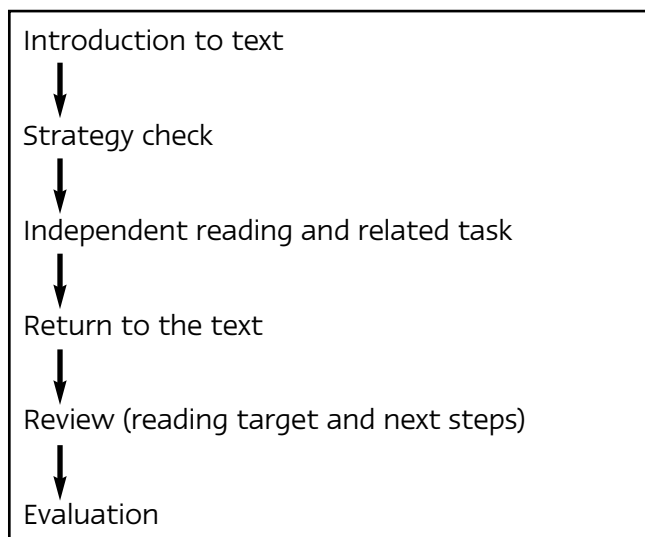 Introduction to text
Strategy check
Independent reading and related task
Return to the text
Review (reading target and next steps)
Evaluation